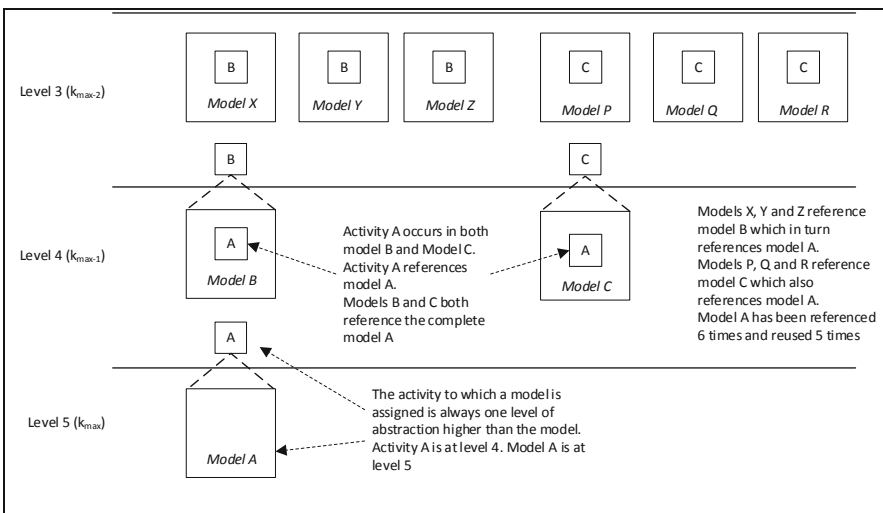 B B B C C C
Level 3 (kmax-2)
Model X Model Y Model Z Model P Model Q Model R
B C
Level 4 (kmax-1)
A
Model B
Activity A occurs in both
model B and Model C.
Activity A references
model A.
Models B and C both
reference the complete
model A
A
Model C
Models X, Y and Z reference
model B which in turn
references model A.
Models P, Q and R reference
model C which also
references model A.
Model A has been referenced
6 times and reused 5 times
A
Level 5 (kmax)
Model A
The activity to which a model is
assigned is always one level of
abstraction higher than the model.
Activity A is at level 4. Model A is at
level 5